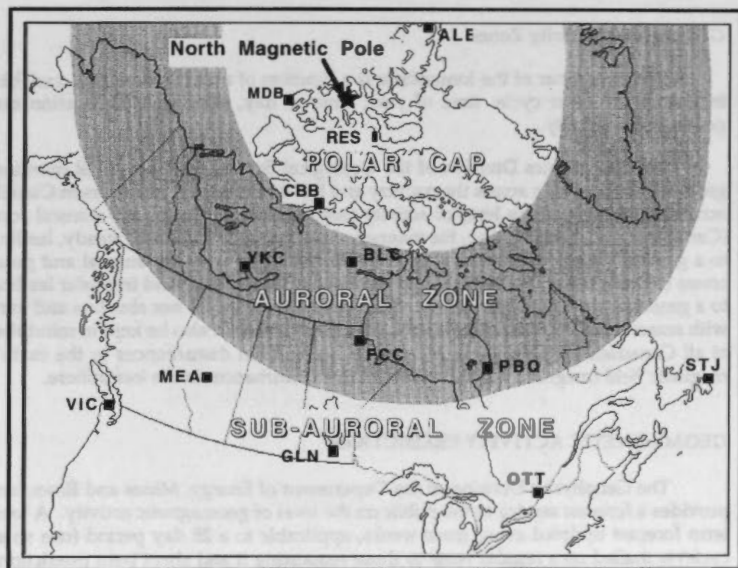 ALE
North Magnetic Pole
MDB
RES
POLAR CAP
CBB
YKC
BLC
AURORAL ZONE
FCC
PBQ
STJ
MEA
VIC
SUB-AURORAL ZONE
GLN
OTT